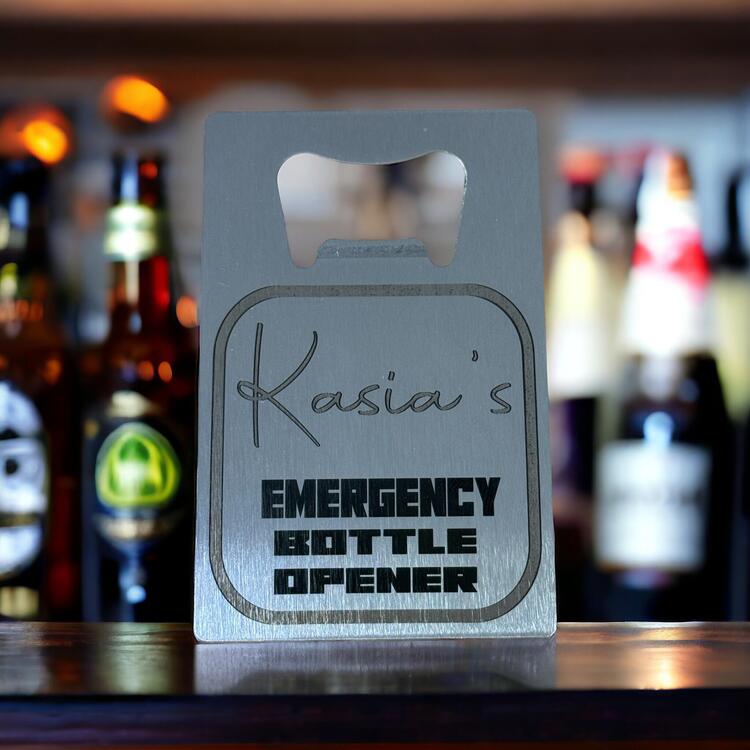 Kasia's
EMERGENCY
BOTTLE
OPENER